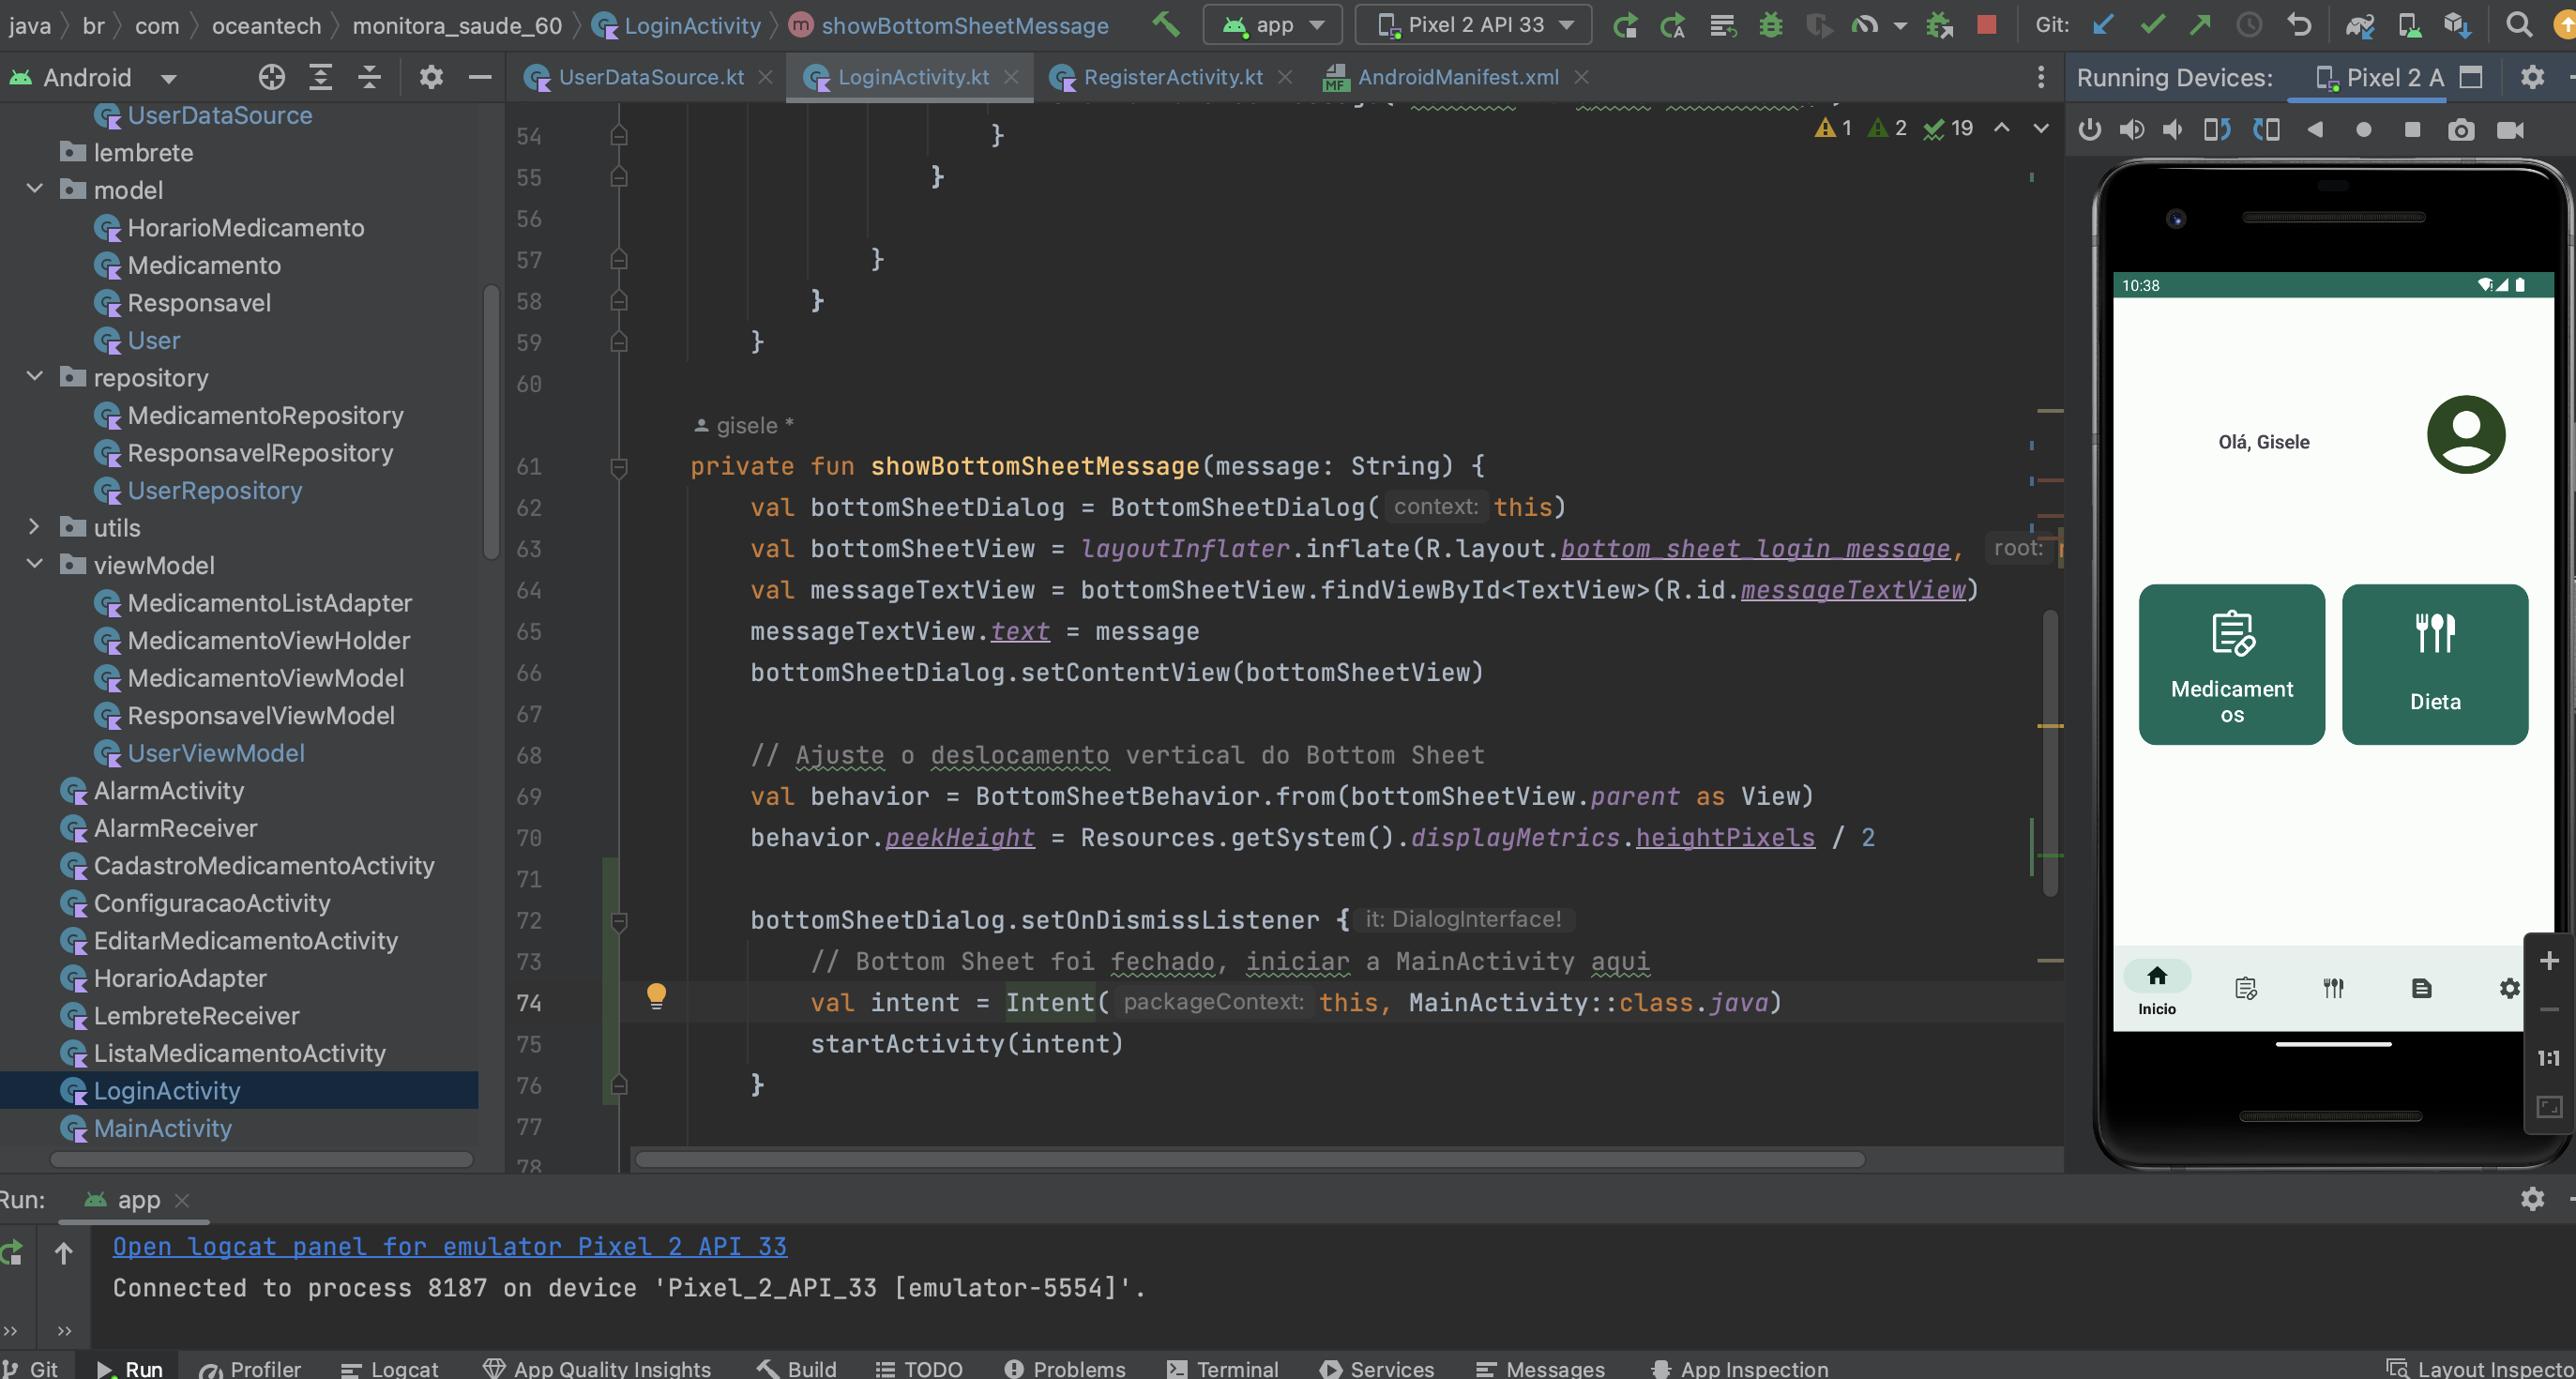 java br com oceantech monitora_saude_60 LoginActivity showBottomSheetMessage app Pixel 2 API 33 Git:
Android UserDataSource.kt LoginActivity.kt RegisterActivity.kt AndroidManifest.xml Running Devices: Pixel 2 A
UserDataSource
lembrete
model
HorarioMedicamento
Medicamento
Responsavel
User
repository
MedicamentoRepository
ResponsavelRepository
UserRepository
utils
viewModel
MedicamentoListAdapter
MedicamentoViewHolder
MedicamentoViewModel
ResponsavelViewModel
UserViewModel
AlarmActivity
AlarmReceiver
CadastroMedicamentoActivity
ConfiguracaoActivity
EditarMedicamentoActivity
HorarioAdapter
LembreteReceiver
ListaMedicamentoActivity
LoginActivity
MainActivity
1 2 19
54 }
55 }
56
57 }
58 }
59 }
60
gisele *
61 private fun showBottomSheetMessage(message: String) {
62 val bottomSheetDialog = BottomSheetDialog( context: this)
63 val bottomSheetView = layoutInflater.inflate(R.layout.bottom_sheet_login_message, root:
64 val messageTextView = bottomSheetView.findViewById<TextView>(R.id.messageTextView)
65 messageTextView.text = message
66 bottomSheetDialog.setContentView(bottomSheetView)
67
68 // Ajuste o deslocamento vertical do Bottom Sheet
69 val behavior = BottomSheetBehavior.from(bottomSheetView.parent as View)
70 behavior.peekHeight = Resources.getSystem().displayMetrics.heightPixels / 2
71
72 bottomSheetDialog.setOnDismissListener { it: DialogInterface!
73 // Bottom Sheet foi fechado, iniciar a MainActivity aqui
74 val intent = Intent( packageContext: this, MainActivity::class.java)
75 startActivity(intent)
76 }
77
78
10:38
Olá, Gisele
Medicament
os
Dieta
Inicio
1:1
Run: app
Open logcat panel for emulator Pixel 2 API 33
Connected to process 8187 on device 'Pixel_2_API_33 [emulator-5554]'.
Git Run Profiler Logcat App Quality Insights Build TODO Problems Terminal Services Messages App Inspection Layout Inspecto